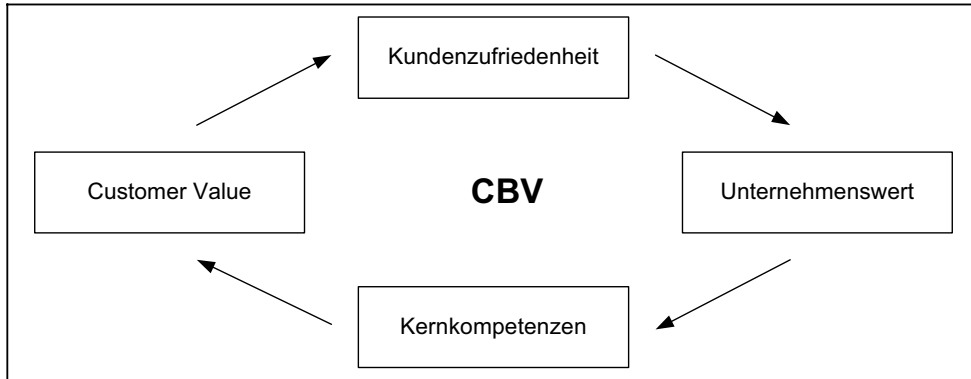 Kundenzufriedenheit
Customer Value
CBV
Unternehmenswert
Kernkompetenzen